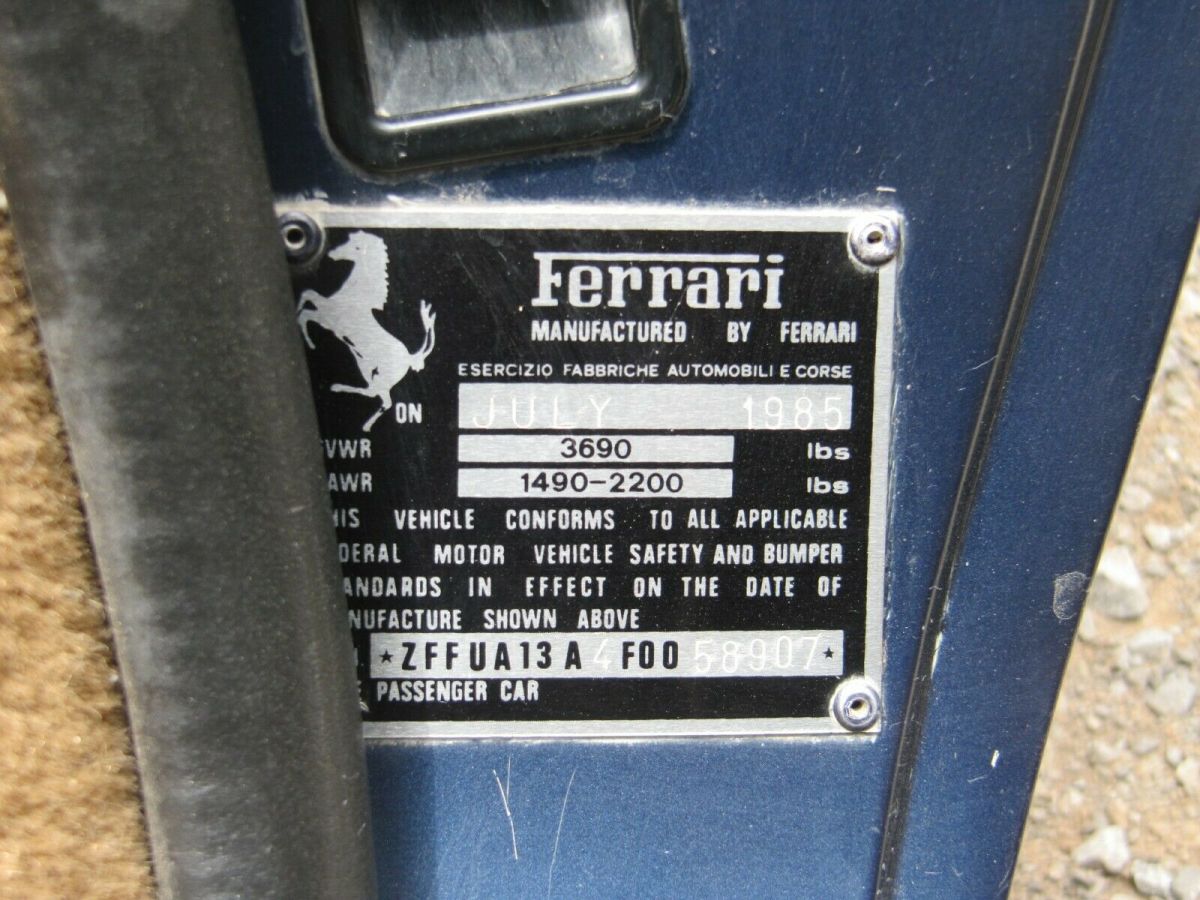 Ferrari
MANUFACTURED BY FERRARI
ESERCIZIO FABBRICHE AUTOMOBILI E CORSE
ON JULY 1985
VWR 3690 lbs
AWR 1490-2200 lbs
HIS VEHICLE CONFORMS TO ALL APPLICABLE
DERAL MOTOR VEHICLE SAFETY AND BUMPER
ANDARDS IN EFFECT ON THE DATE OF
NUFACTURE SHOWN ABOVE
★ZFFUA13A4F0058907★
PASSENGER CAR